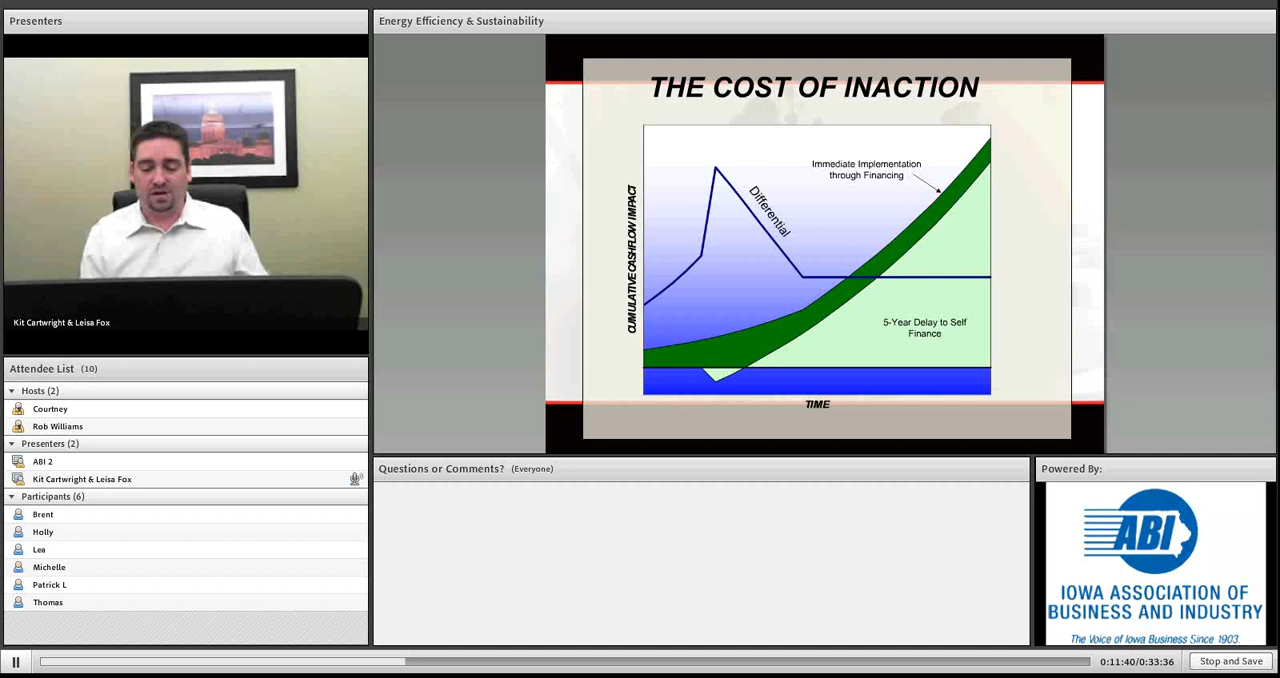 Presenters
Kit Cartwright & Leisa Fox
Attendee List (10)
Hosts (2)
Courtney
Rob Williams
Presenters (2)
ABI 2
Kit Cartwright & Leisa Fox
Participants (6)
Brent
Holly
Lea
Michelle
Patrick L
Thomas
Energy Efficiency & Sustainability
THE COST OF INACTION
CUMULATIVE CASHFLOW IMPACT
Differential
Immediate Implementation
through Financing
5-Year Delay to Self
Finance
TIME
Questions or Comments? (Everyone)
Powered By:
ABI
IOWA ASSOCIATION OF
BUSINESS AND INDUSTRY
The Voice of Iowa Business Since 1903.
0:11:40/0:33:36
Stop and Save